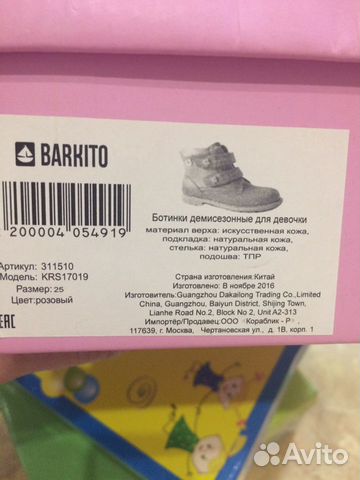 BARKITO
200004 054919
Ботинки демисезонные для девочки
материал верха: искусственная кожа,
подкладка: натуральная кожа,
стелька: натуральная кожа,
подошва: ТПР
Артикул: 311510
Модель: KRS17019
Размер: 25
Цвет:розовый
EAC
Страна изготовления:Китай
Изготовлено: В ноябре 2016
Изготовитель:Guangzhou Dakailong Trading Co.,Limited
China, Guangzhou, Baiyun District, Shijing Town,
Lianhe Road No.2, Block No 2, Unit A2-313
Импортёр/Продавец:ООО «Кораблик - Р»
117639, г. Москва, Чертановская ул., д. 1В, корп. 1
Avito